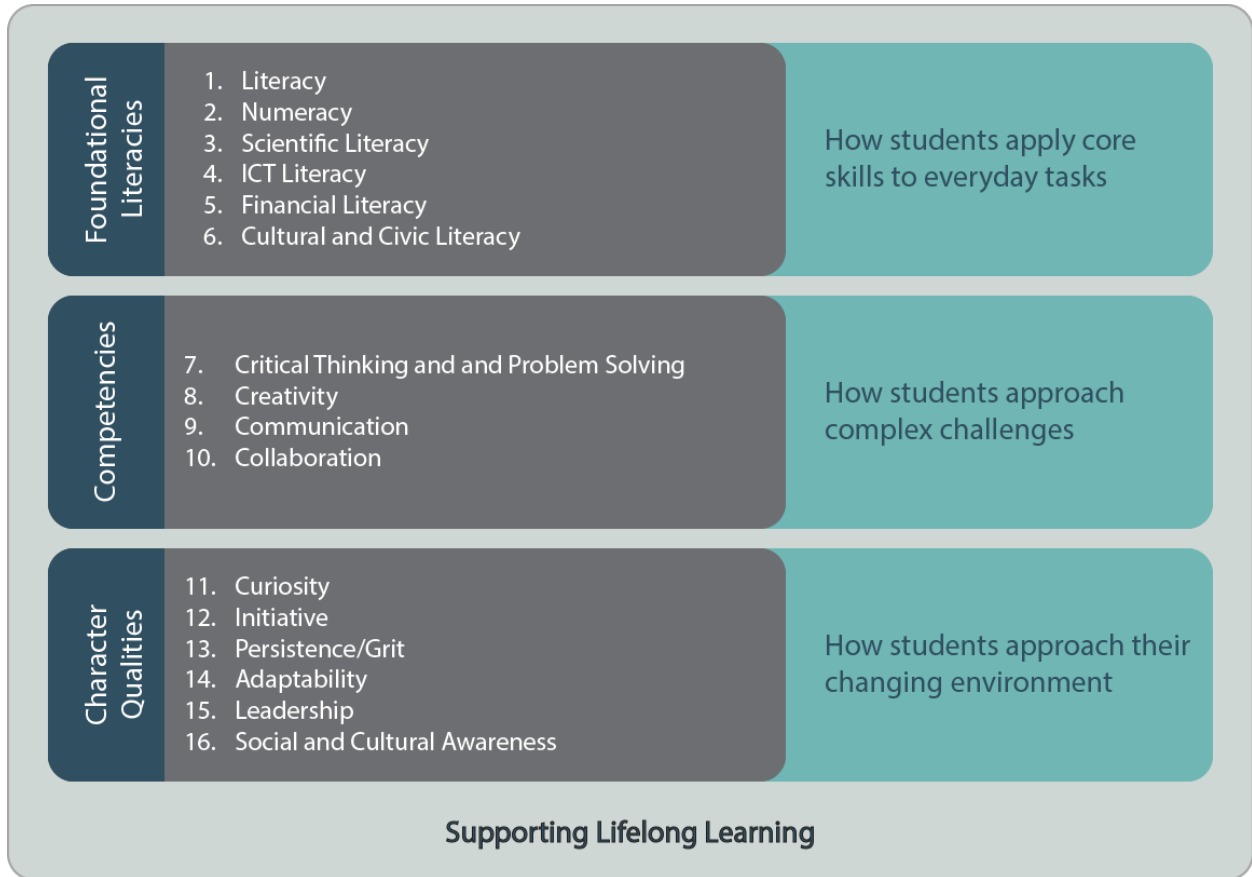 Foundational
Literacies
1. Literacy
2. Numeracy
3. Scientific Literacy
4. ICT Literacy
5. Financial Literacy
6. Cultural and Civic Literacy
How students apply core
skills to everyday tasks
Competencies
7. Critical Thinking and and Problem Solving
8. Creativity
9. Communication
10. Collaboration
How students approach
complex challenges
Character
Qualities
11. Curiosity
12. Initiative
13. Persistence/Grit
14. Adaptability
15. Leadership
16. Social and Cultural Awareness
How students approach their
changing environment
Supporting Lifelong Learning